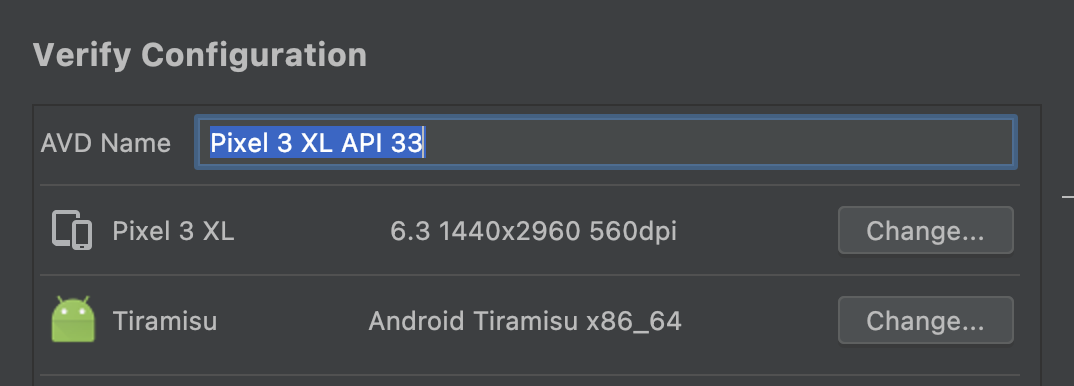 Verify Configuration
AVD Name Pixel 3 XL API 33
Pixel 3 XL 6.3 1440x2960 560dpi Change...
Tiramisu Android Tiramisu x86_64 Change...